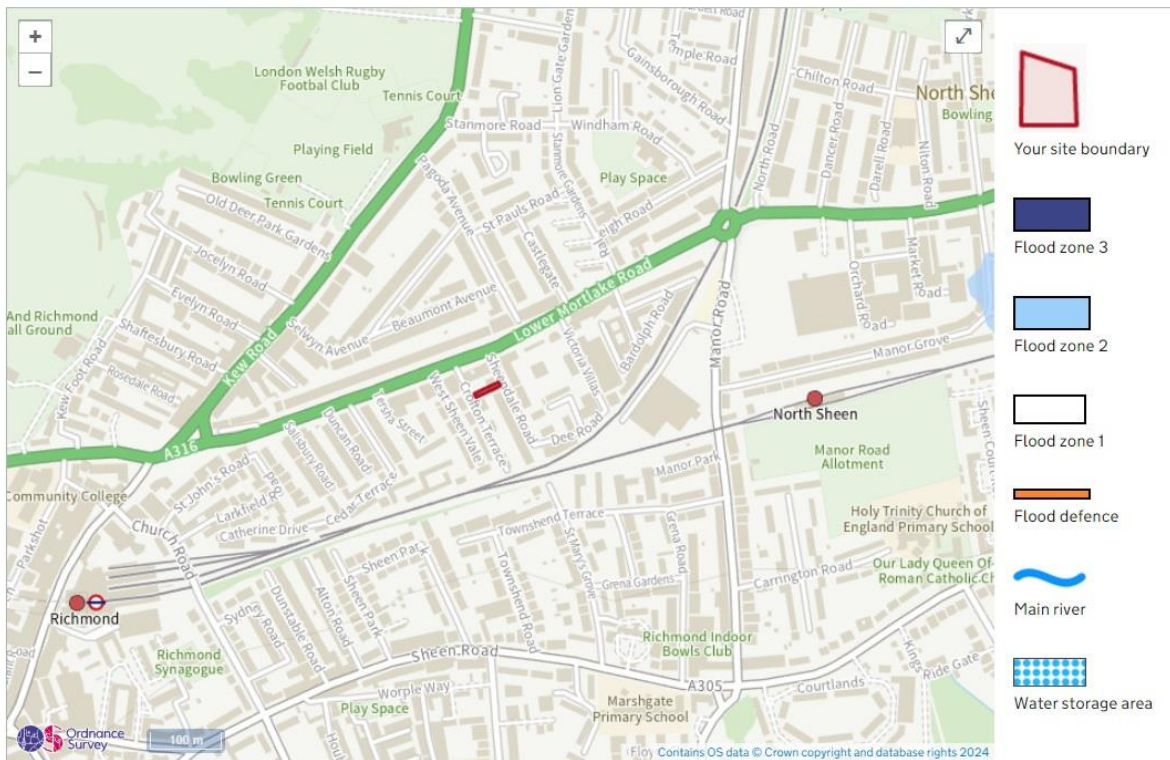 +
−
Green Road
Temple Road
Gainsborough Road
Lion Gate Gardens
London Welsh Rugby
Footbal Club
Tennis Court
Chilton Road
North She
Bowling
Stanmore Road
Windham Road
Stanmore Gardens
Playing Field
Pagoda Avenue
Play Space
North Road
Dancer Road
Darell Road
Niton Road
Bowling Green
Tennis Court
Old Deer Park Gardens
St Pauls Road
Castlegate
Raleigh Road
Jocelyn Road
Evelyn Road
Selwyn Avenue
Beaumont Avenue
Lower Mortlake Road
Market Road
Orchard Road
And Richmond
all Ground
Shaftesbury Road
Kew Road
Kew Foot Road
Rosedale Road
Victoria Villas
Bardolph Road
Manor Road
Manor Grove
Sheendale Road
Crofton Terrace
West Sheen Vale
Tersha Street
Duncan Road
Salisbury Road
Dee Road
North Sheen
A316
St John's Road
Larkfield R
Catherine Drive
Cedar Terrace
Community College
Parkshot
Church Road
Manor Park
Manor Road
Allotment
Sheen Court
Townshend Terrace
St Mary's Grove
Grena Road
Holy Trinity Church of
England Primary School
Sheen Park
Grena Gardens
Carrington Road
Our Lady Queen Of
Roman Catholic Ch
Richmond
Sydney Road
Dunstable Road
Alton Road
Sheen Park
Townshend Road
Richmond
Synagogue
Sheen Road
Richmond Indoor
Bowls Club
A305
Kings
Ride Gate
Courtlands
Worple Way
Play Space
Marshgate
Primary School
Ordnance
Survey
100 m
Contains OS data © Crown copyright and database rights 2024
Your site boundary
Flood zone 3
Flood zone 2
Flood zone 1
Flood defence
Main river
Water storage area